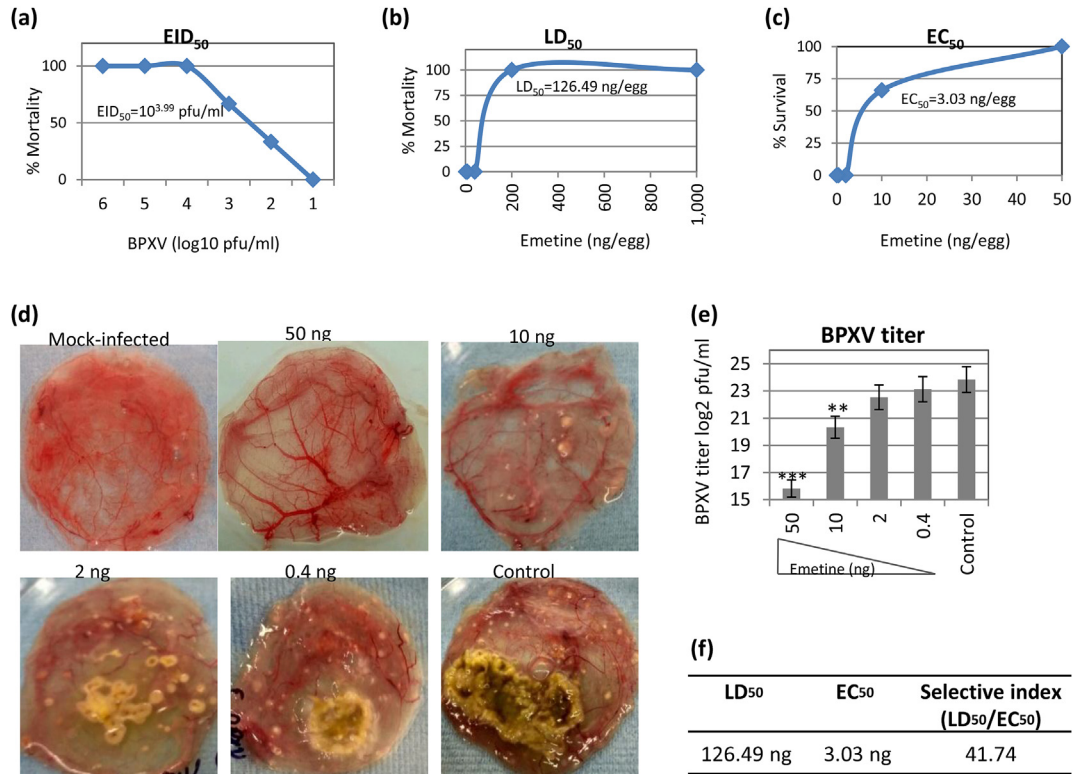 (a)
EID50
100
50
0
% Mortality
EID50=10^3.99 pfu/ml
6 5 4 3 2 1
BPXV (log10 pfu/ml)
(b)
LD50
100
75
50
25
0
% Mortality
LD50=126.49 ng/egg
0 200 400 600 800 1,000
Emetine (ng/egg)
(c)
EC50
100
75
50
25
0
% Survival
EC50=3.03 ng/egg
0 10 20 30 40 50
Emetine (ng/egg)
(d)
Mock-infected
50 ng
10 ng
2 ng
0.4 ng
Control
(e)
BPXV titer
BPXV titer log2 pfu/ml
25
23
21
19
17
15
***
**
50 10 2 0.4 Control
Emetine (ng)
(f)
LD50 EC50 Selective index
(LD50/EC50)
126.49 ng 3.03 ng 41.74